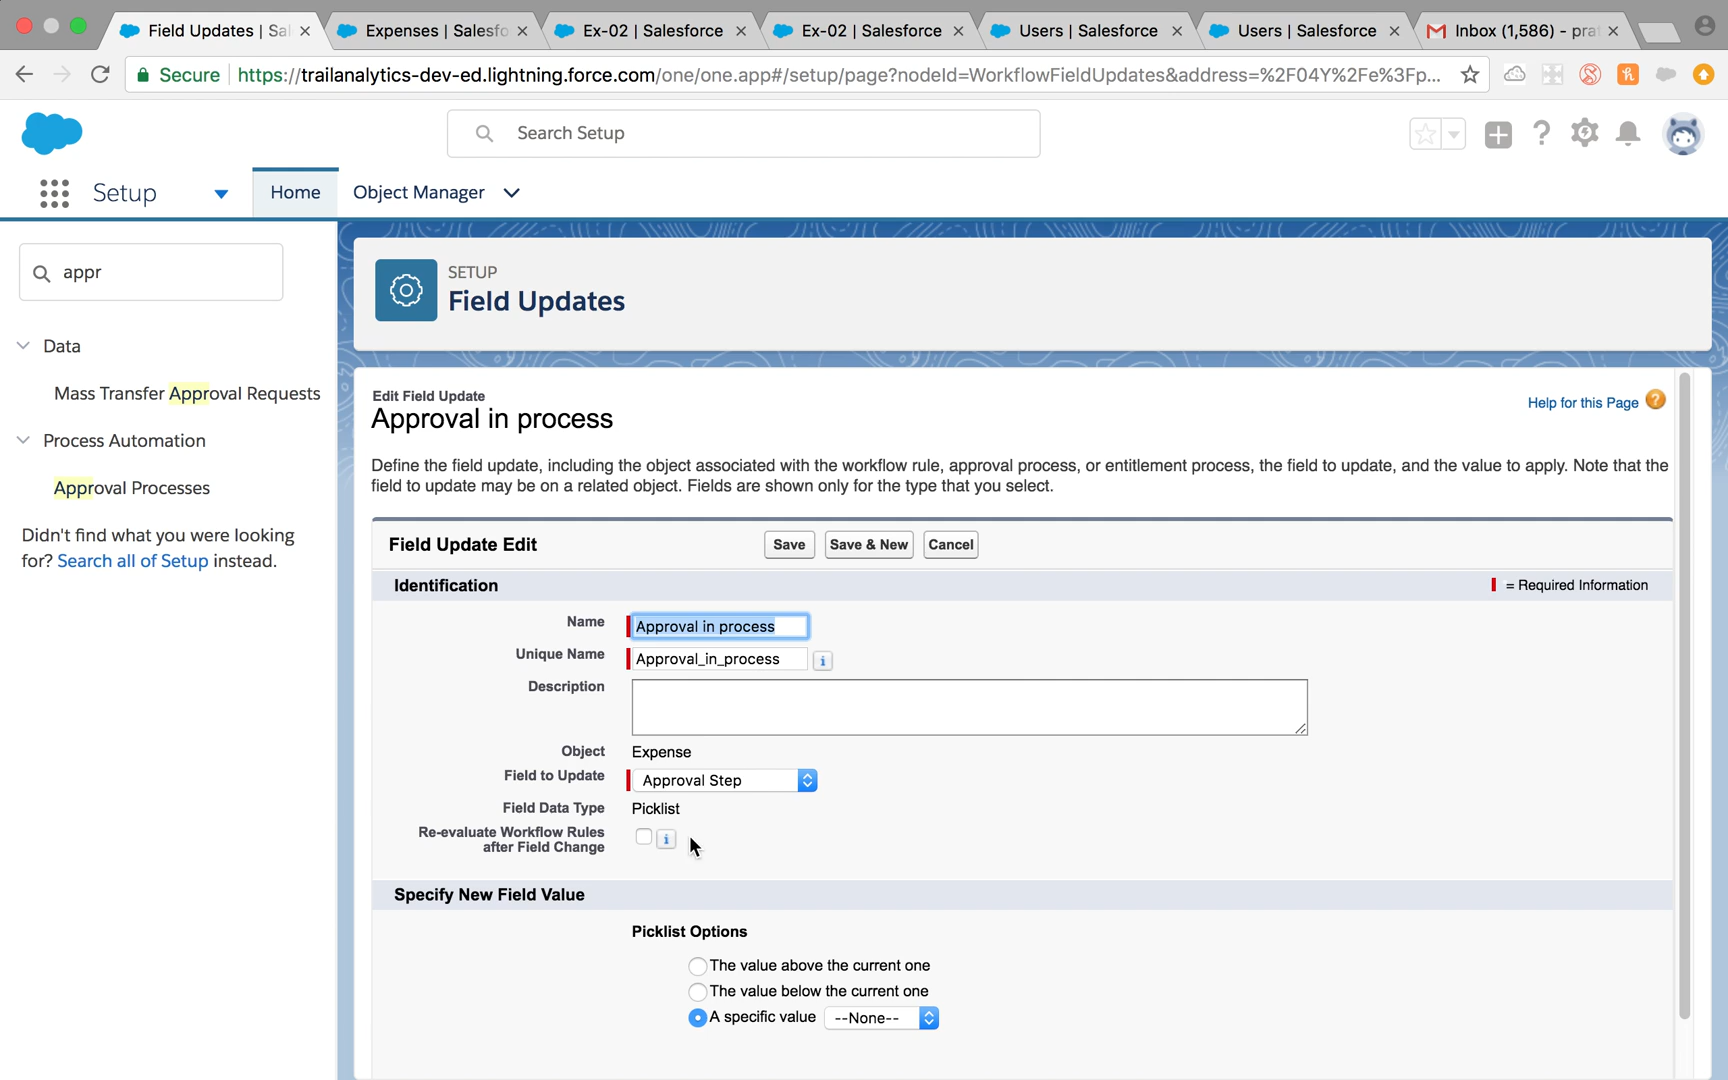 Field Updates | Sa
Expenses | Salesfo
Ex-02 | Salesforce
Ex-02 | Salesforce
Users | Salesforce
Users | Salesforce
Inbox (1,586) - pra
Secure
https://trailanalytics-dev-ed.lightning.force.com/one/one.app#/setup/page?nodeId=WorkflowFieldUpdates&address=%2F04Y%2Fe%3Fp...
Search Setup
Setup
Home
Object Manager
appr
Data
Mass Transfer Approval Requests
Process Automation
Approval Processes
Didn't find what you were looking
for? Search all of Setup instead.
SETUP
Field Updates
Edit Field Update
Approval in process
Help for this Page
Define the field update, including the object associated with the workflow rule, approval process, or entitlement process, the field to update, and the value to apply. Note that the
field to update may be on a related object. Fields are shown only for the type that you select.
Field Update Edit
Save
Save & New
Cancel
Identification
= Required Information
Name
Approval in process
Unique Name
Approval_in_process
Description
Object
Expense
Field to Update
Approval Step
Field Data Type
Picklist
Re-evaluate Workflow Rules
after Field Change
Specify New Field Value
Picklist Options
The value above the current one
The value below the current one
A specific value
--None--